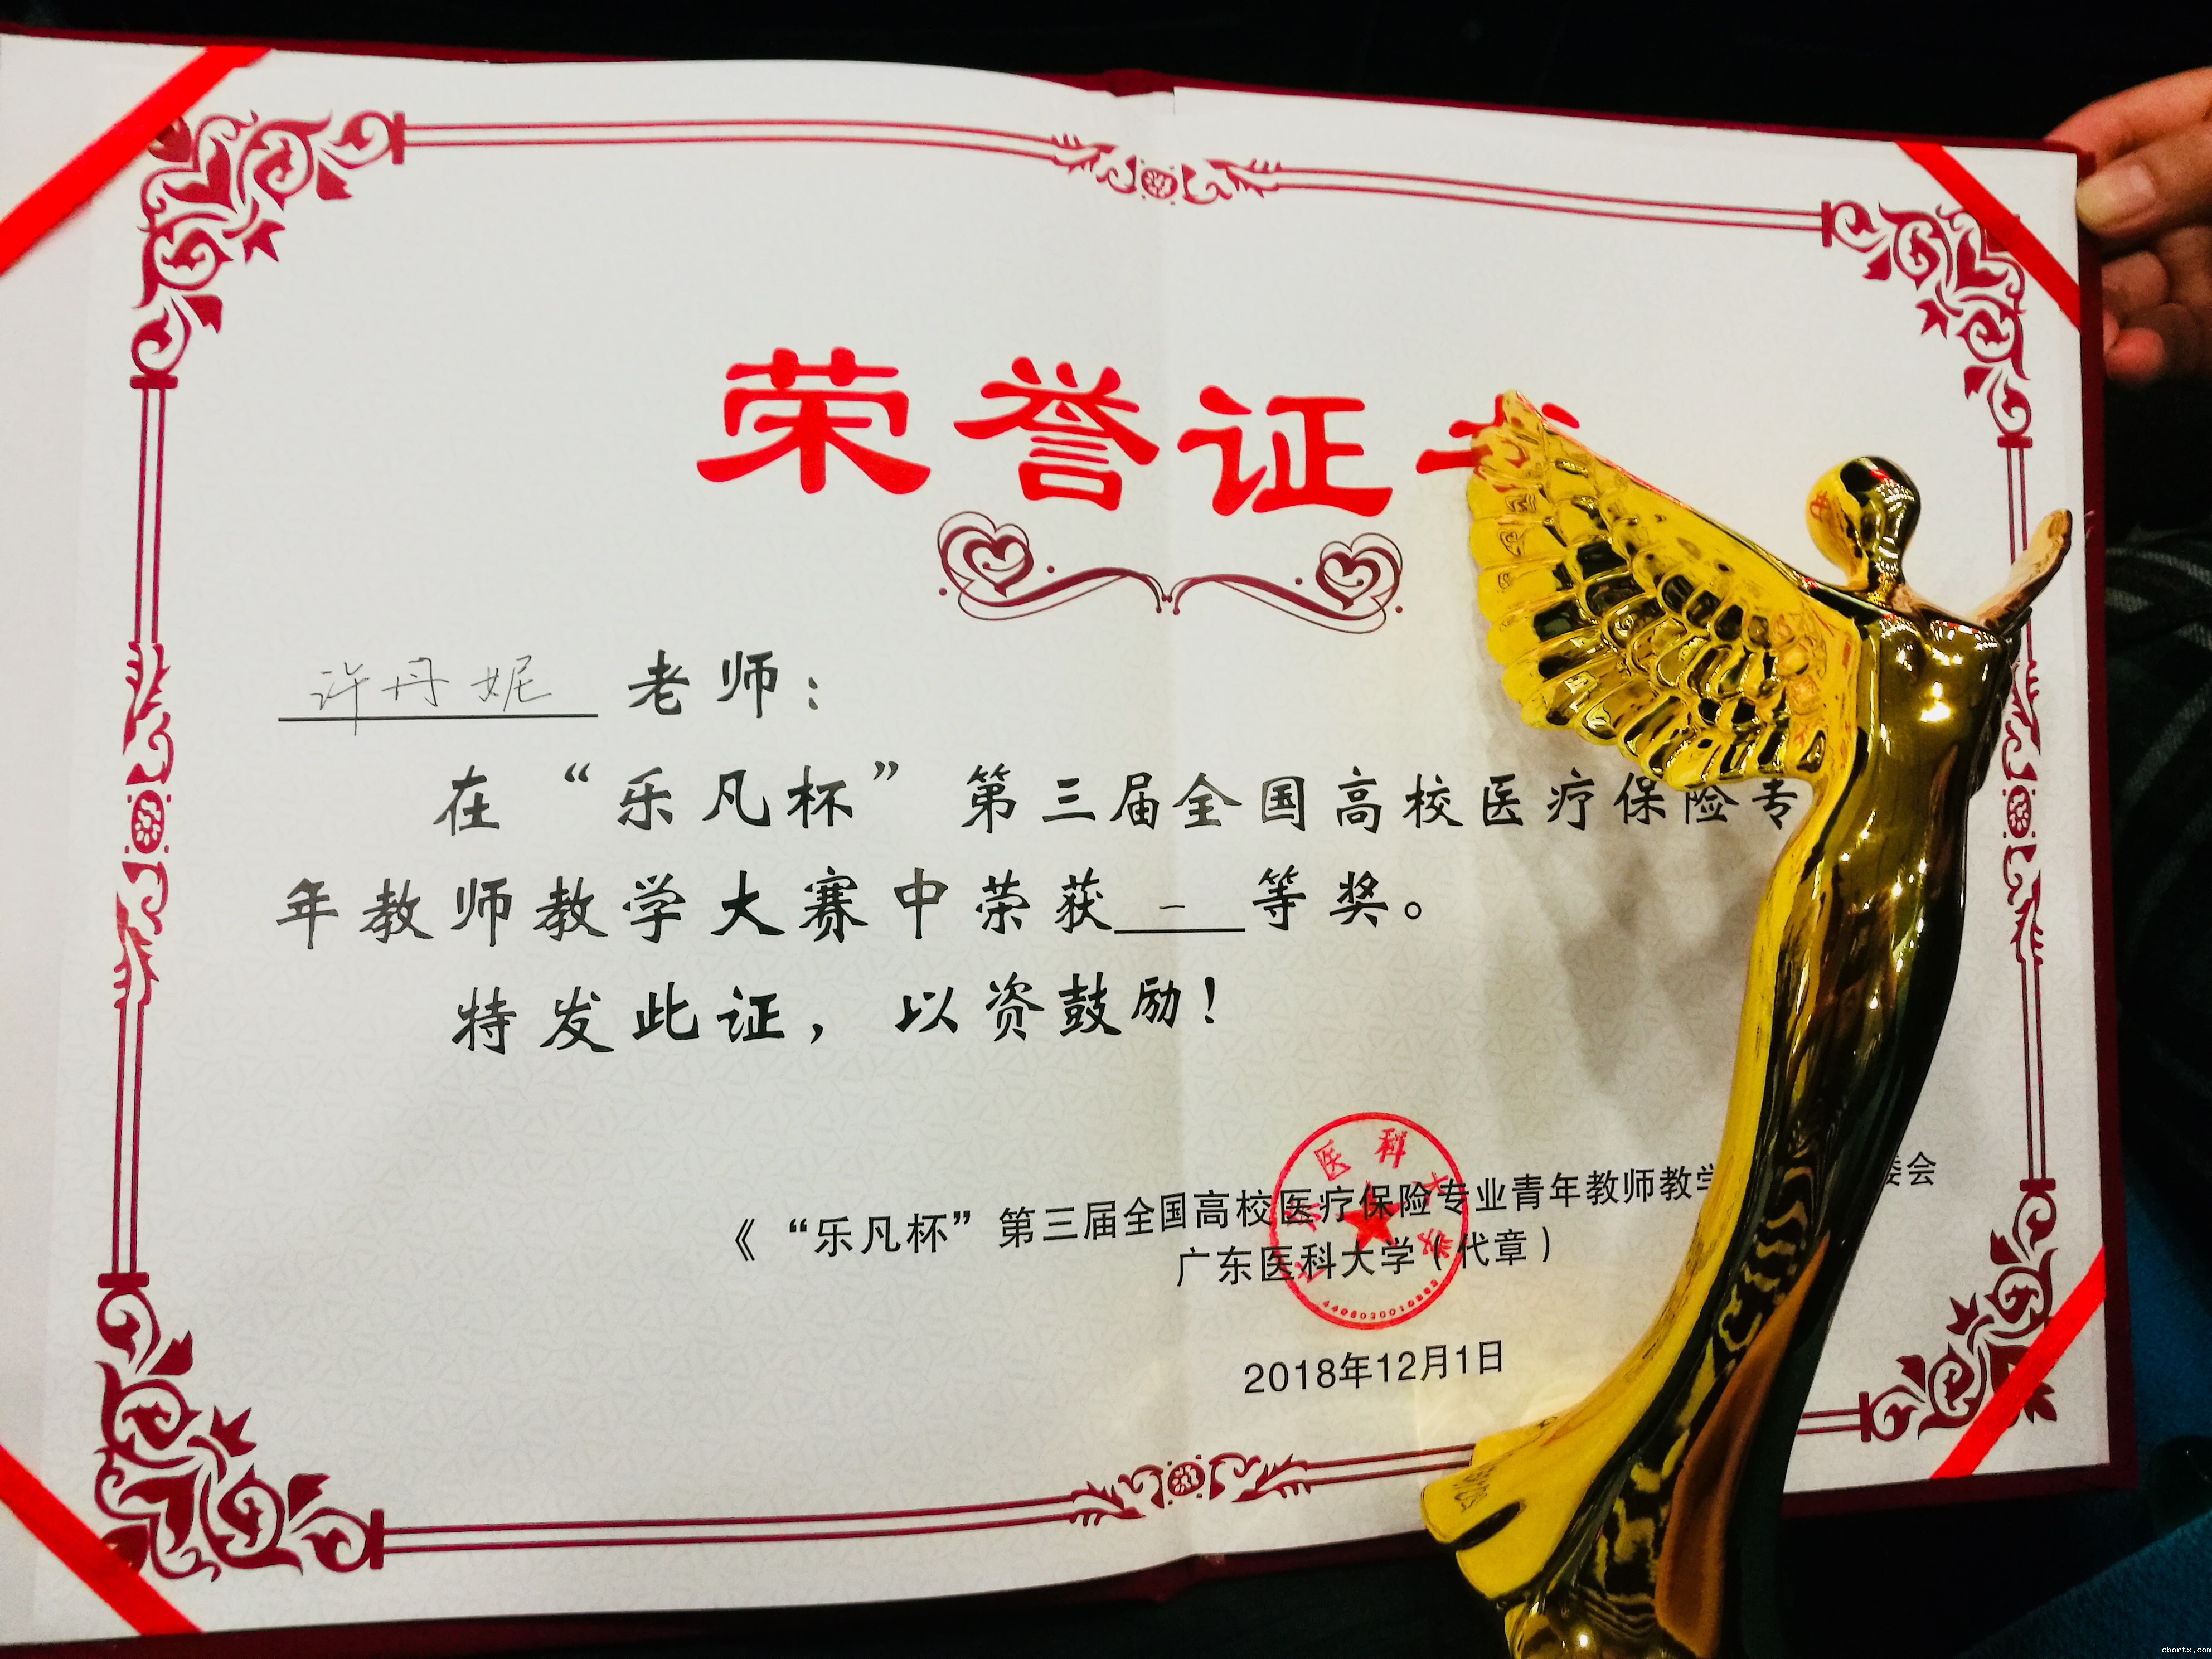 荣誉证书
许丹妮 老师：
在“乐凡杯”第三届全国高校医疗保险专
年教师教学大赛中荣获一等奖。
特发此证，以资鼓励！
《“乐凡杯”第三届全国高校医疗保险专业青年教师教学 委会
广东医科大学（代章）
医科大学
2018年12月1日
cbortx.com